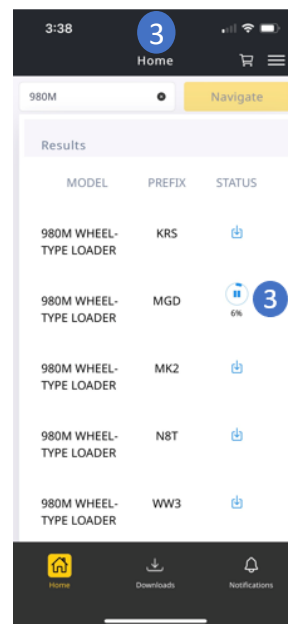 3:38
3
Home
980M
Navigate
Results
MODEL PREFIX STATUS
980M WHEEL-
TYPE LOADER
KRS
980M WHEEL-
TYPE LOADER
MGD
6%
3
980M WHEEL-
TYPE LOADER
MK2
980M WHEEL-
TYPE LOADER
N8T
980M WHEEL-
TYPE LOADER
WW3
Home Downloads Notifications